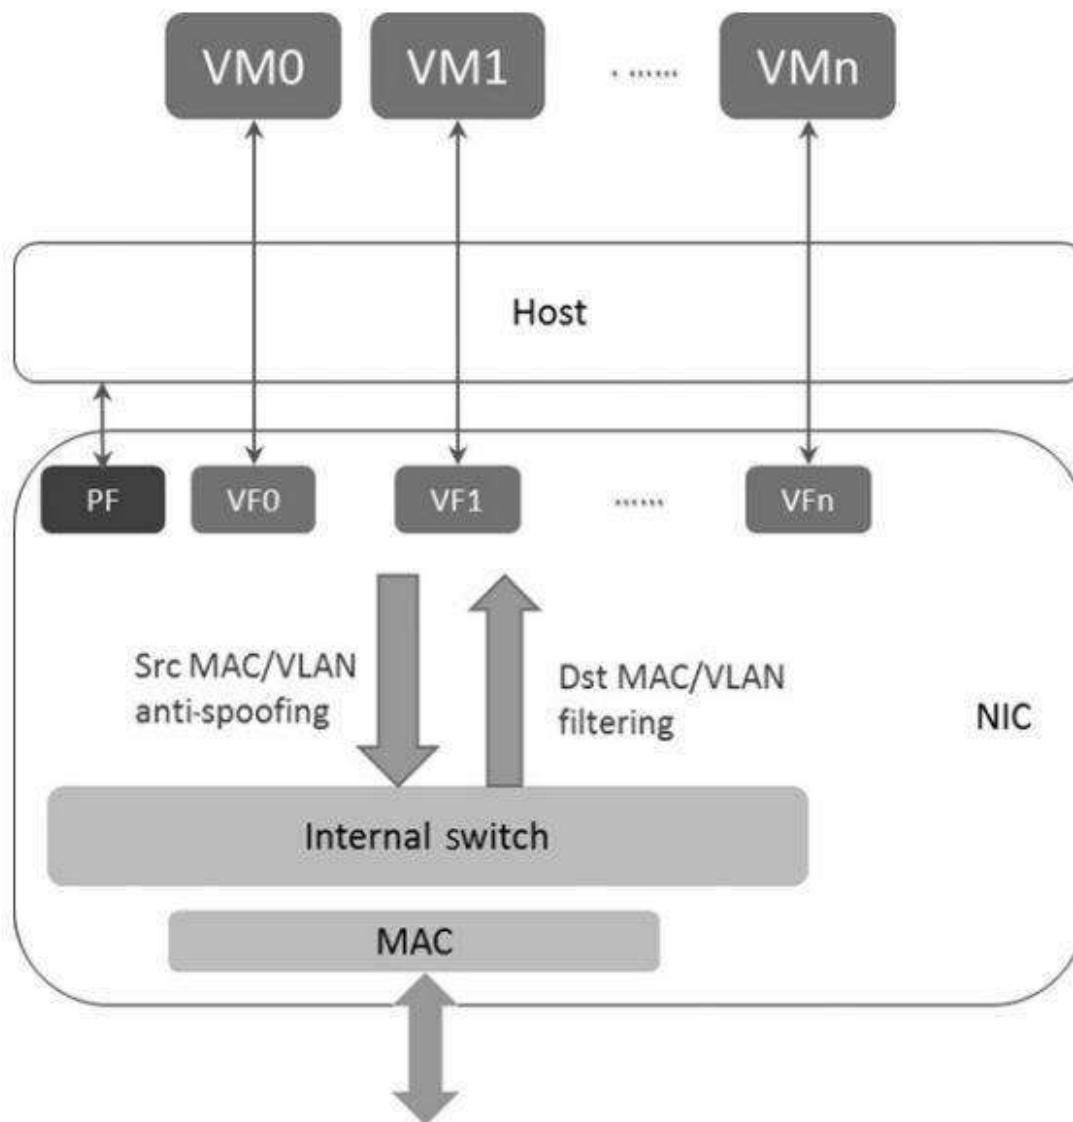 VM0
VM1
. ......
VMn
Host
PF
VF0
VF1
......
VFn
Src MAC/VLAN
anti-spoofing
Dst MAC/VLAN
filtering
NIC
Internal switch
MAC